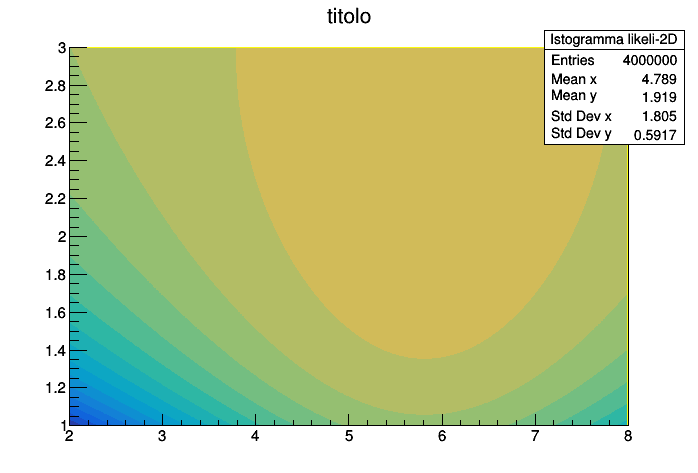 titolo
Istogramma likeli-2D
Entries 4000000
Mean x 4.789
Mean y 1.919
Std Dev x 1.805
Std Dev y 0.5917
3
2.8
2.6
2.4
2.2
2
1.8
1.6
1.4
1.2
1
2 3 4 5 6 7 8